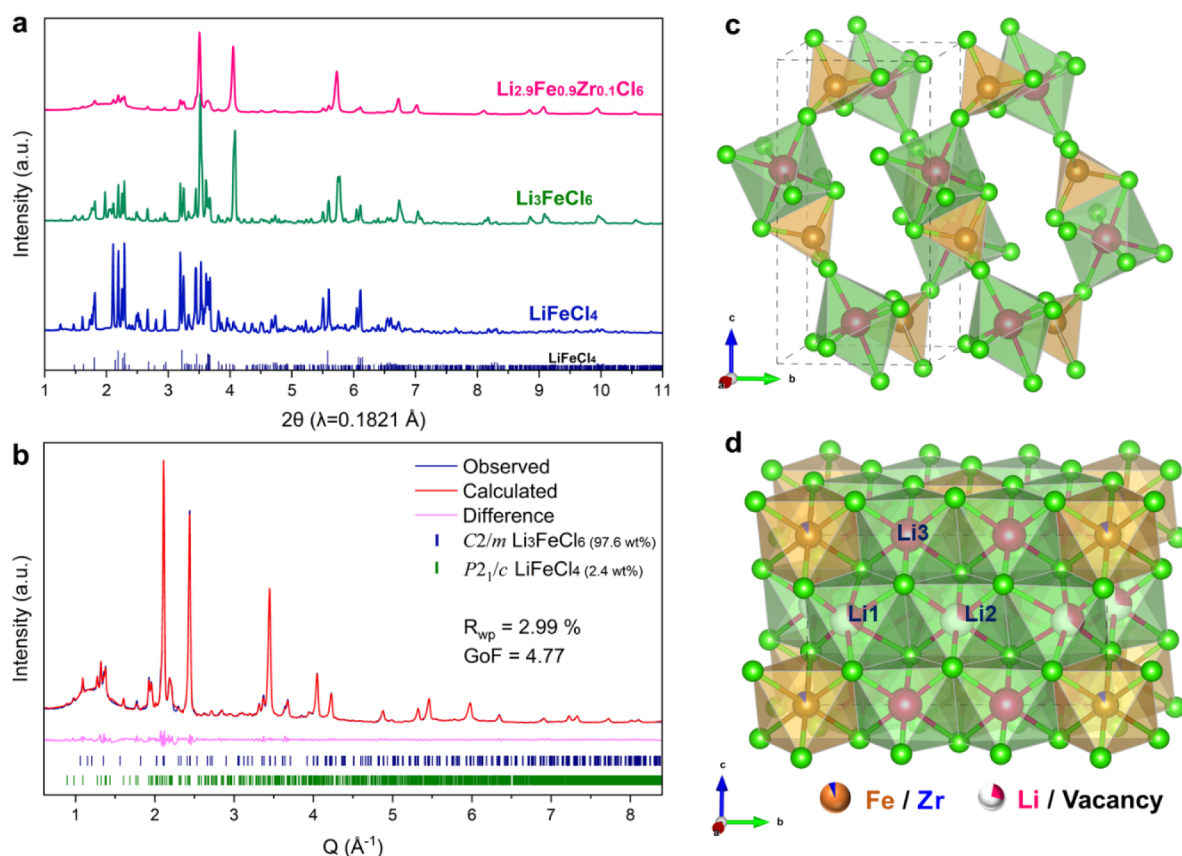 a
Intensity (a.u.)
Li2.9Fe0.9Zr0.1Cl6
Li3FeCl6
LiFeCl4
LiFeCl4
1 2 3 4 5 6 7 8 9 10 11
2θ (λ=0.1821 Å)
b
Intensity (a.u.)
Observed
Calculated
Difference
C2/m Li3FeCl6 (97.6 wt%)
P21/c LiFeCl4 (2.4 wt%)
Rwp = 2.99 %
GoF = 4.77
1 2 3 4 5 6 7 8
Q (Å-1)
c
c
a
b
d
Li3
Li1
Li2
c
a
b
Fe / Zr
Li / Vacancy